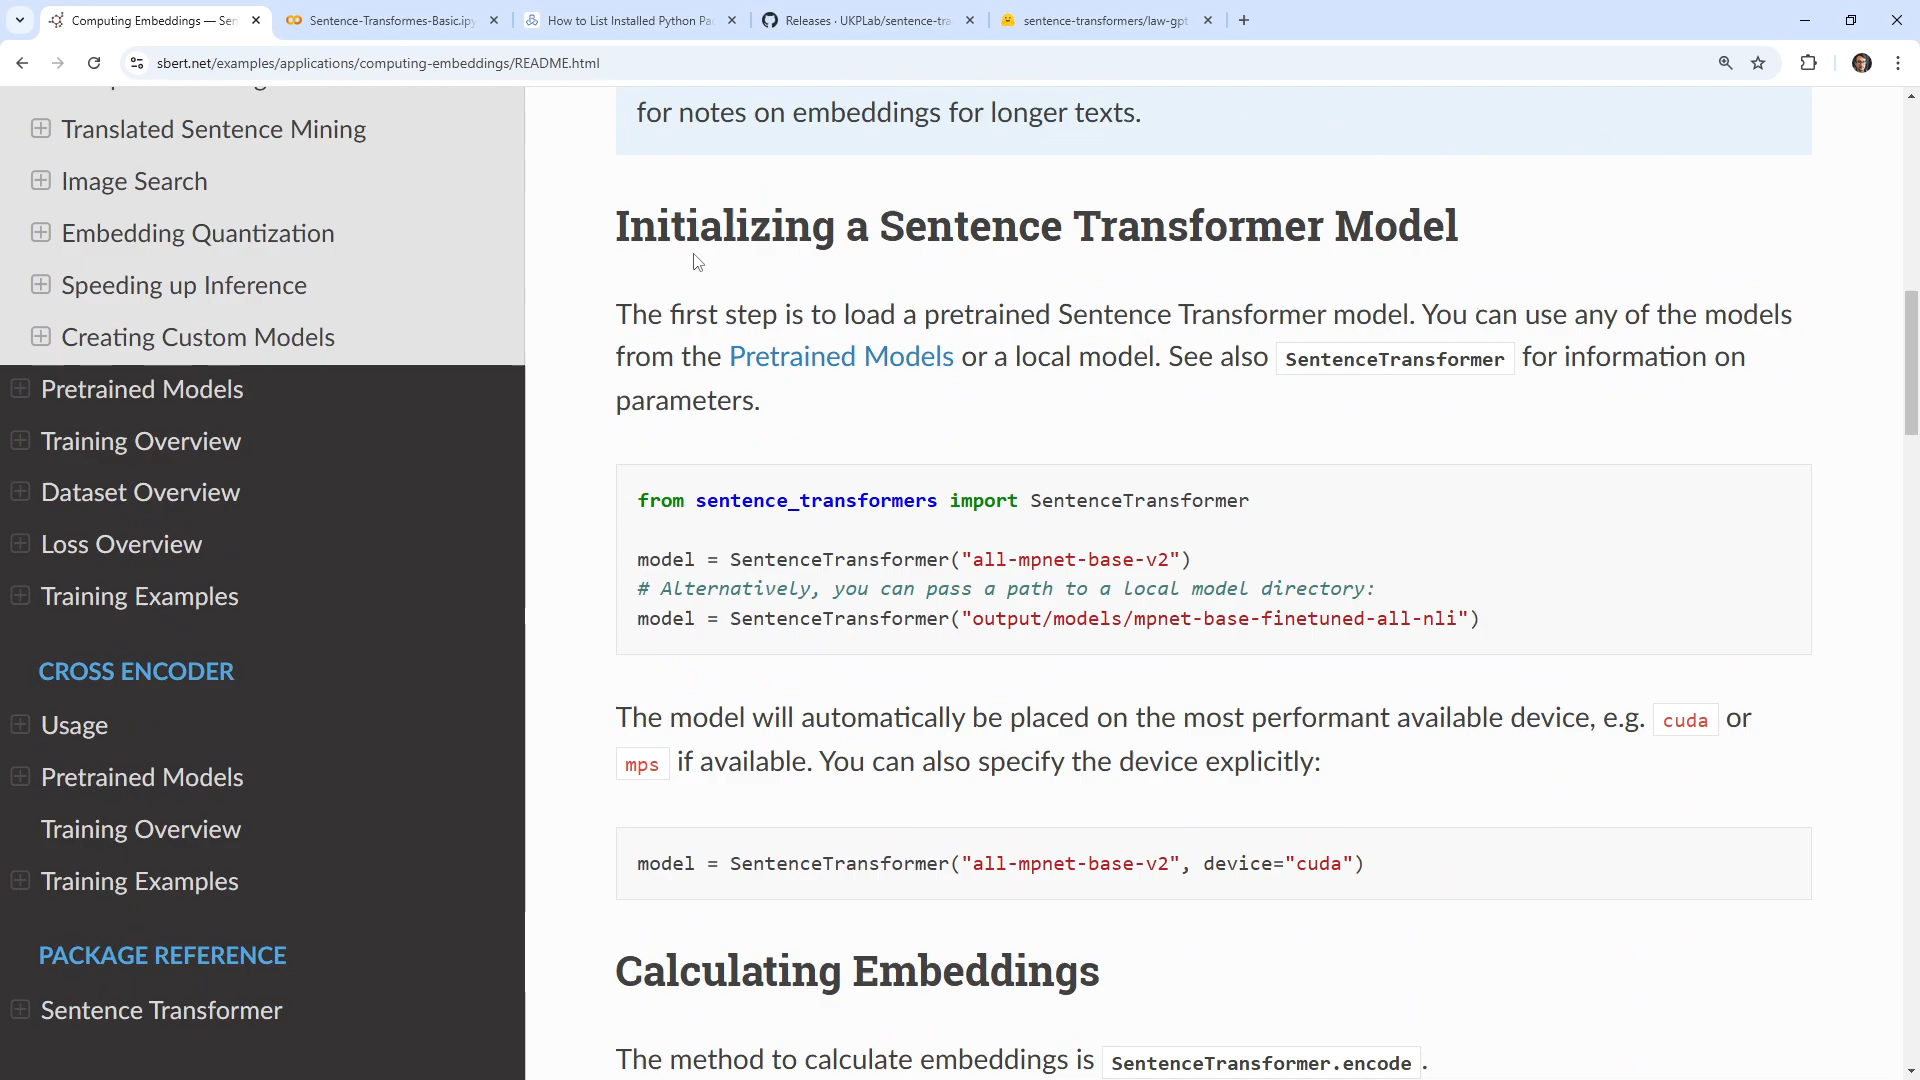 Computing Embeddings — Sen
Sentence-Transformes-Basic.ipy
How to List Installed Python Pac
Releases · UKPLab/sentence-tra
sentence-transformers/law-gpt
sbert.net/examples/applications/computing-embeddings/README.html
Translated Sentence Mining
Image Search
Embedding Quantization
Speeding up Inference
Creating Custom Models
Pretrained Models
Training Overview
Dataset Overview
Loss Overview
Training Examples
CROSS ENCODER
Usage
Pretrained Models
Training Overview
Training Examples
PACKAGE REFERENCE
Sentence Transformer
for notes on embeddings for longer texts.
Initializing a Sentence Transformer Model
The first step is to load a pretrained Sentence Transformer model. You can use any of the models
from the Pretrained Models or a local model. See also SentenceTransformer for information on
parameters.
from sentence_transformers import SentenceTransformer
model = SentenceTransformer("all-mpnet-base-v2")
# Alternatively, you can pass a path to a local model directory:
model = SentenceTransformer("output/models/mpnet-base-finetuned-all-nli")
The model will automatically be placed on the most performant available device, e.g. cuda or
mps if available. You can also specify the device explicitly:
model = SentenceTransformer("all-mpnet-base-v2", device="cuda")
Calculating Embeddings
The method to calculate embeddings is SentenceTransformer.encode.